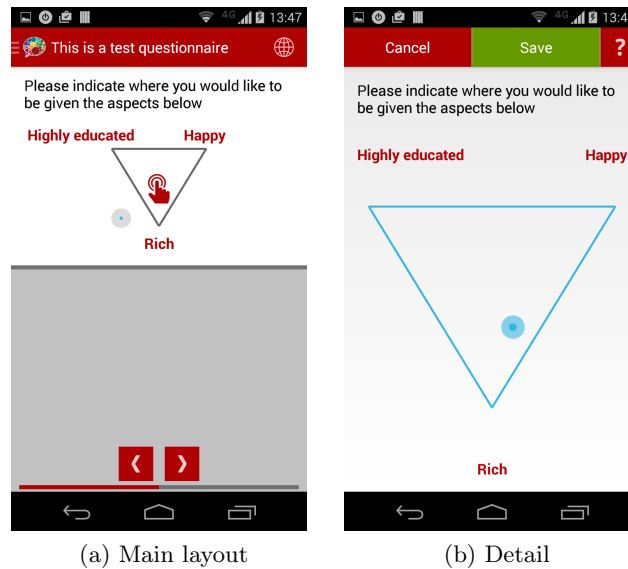 4G 13:47
This is a test questionnaire
Please indicate where you would like to
be given the aspects below
Highly educated Happy
Rich
(a) Main layout
4G 13:4
Cancel Save ?
Please indicate where you would like to
be given the aspects below
Highly educated Happy
Rich
(b) Detail